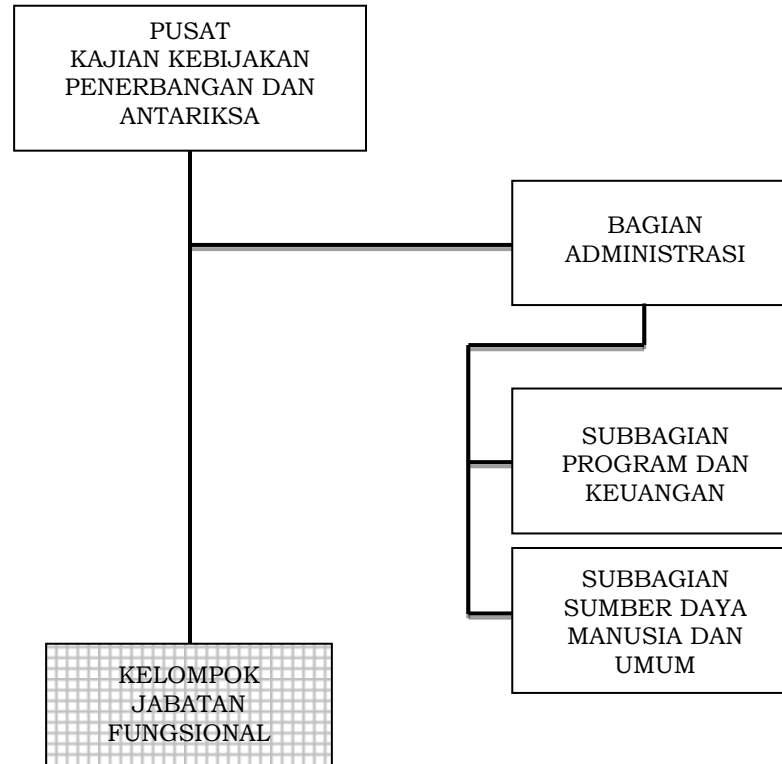 PUSAT
KAJIAN KEBIJAKAN
PENERBANGAN DAN
ANTARIKSA
BAGIAN
ADMINISTRASI
SUBBAGIAN
PROGRAM DAN
KEUANGAN
SUBBAGIAN
SUMBER DAYA
MANUSIA DAN
UMUM
KELOMPOK
JABATAN
FUNGSIONAL